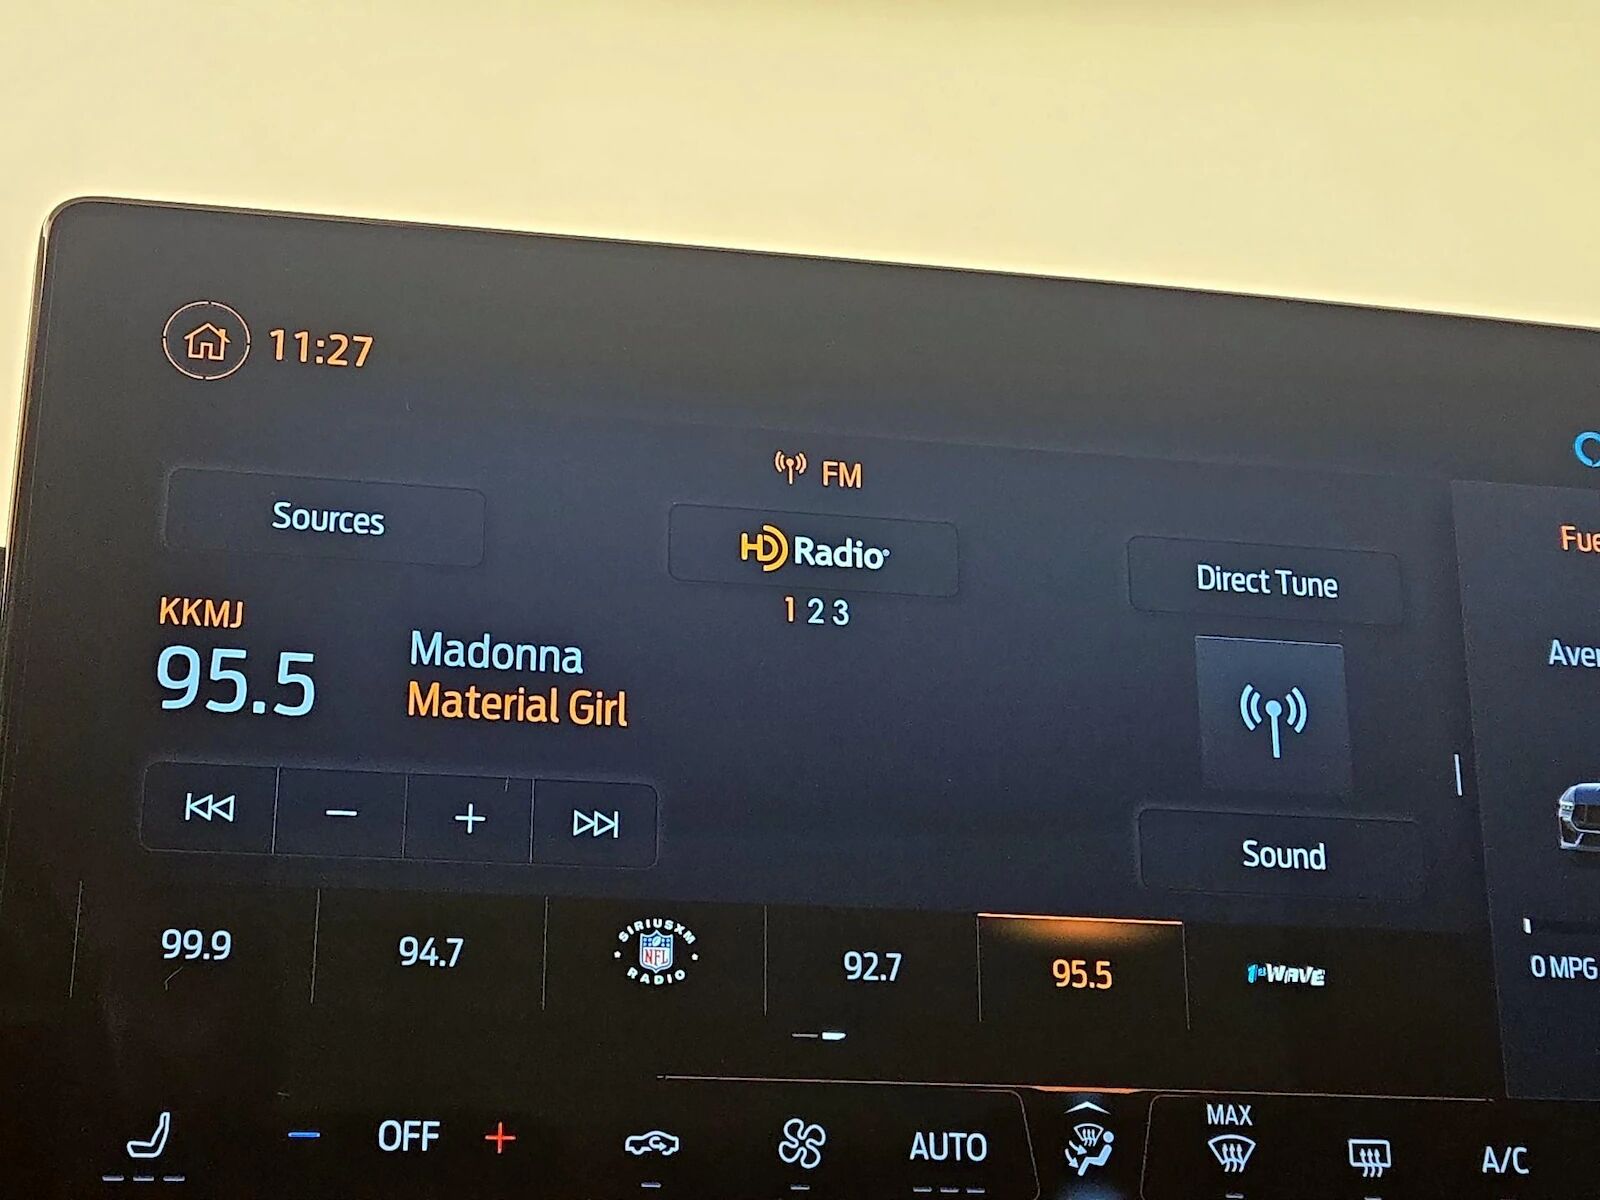 11:27
FM
Sources
HD Radio
Direct Tune
1 2 3
KKMJ
95.5
Madonna
Material Girl
Sound
99.9
94.7
SIRIUSXM
NFL
RADIO
92.7
95.5
1st WAVE
0 MPG
OFF
AUTO
MAX
A/C